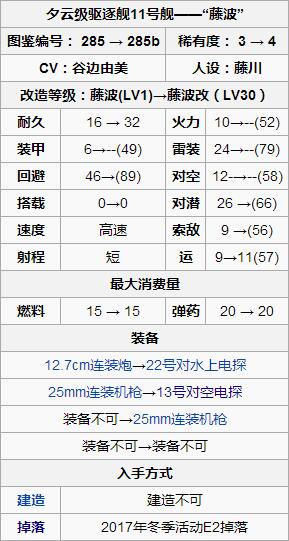 夕云级驱逐舰11号舰——“藤波”
图鉴编号： 285 → 285b 稀有度： 3 → 4
CV：谷边由美 人设：藤川
改造等级：藤波(LV1)→藤波改（LV30）
耐久 16 → 32 火力 10→--(52)
装甲 6→--(49) 雷装 24→--(79)
回避 46→(89) 对空 12-→--(58)
搭载 0→0 对潜 26 →(66)
速度 高速 索敌 9 →(56)
射程 短 运 9→11(57)
最大消费量
燃料 15 → 15 弹药 20 → 20
装备
12.7cm连装炮→22号对水上电探
25mm连装机枪→13号对空电探
装备不可→25mm连装机枪
装备不可→装备不可
入手方式
建造 建造不可
掉落 2017年冬季活动E2掉落